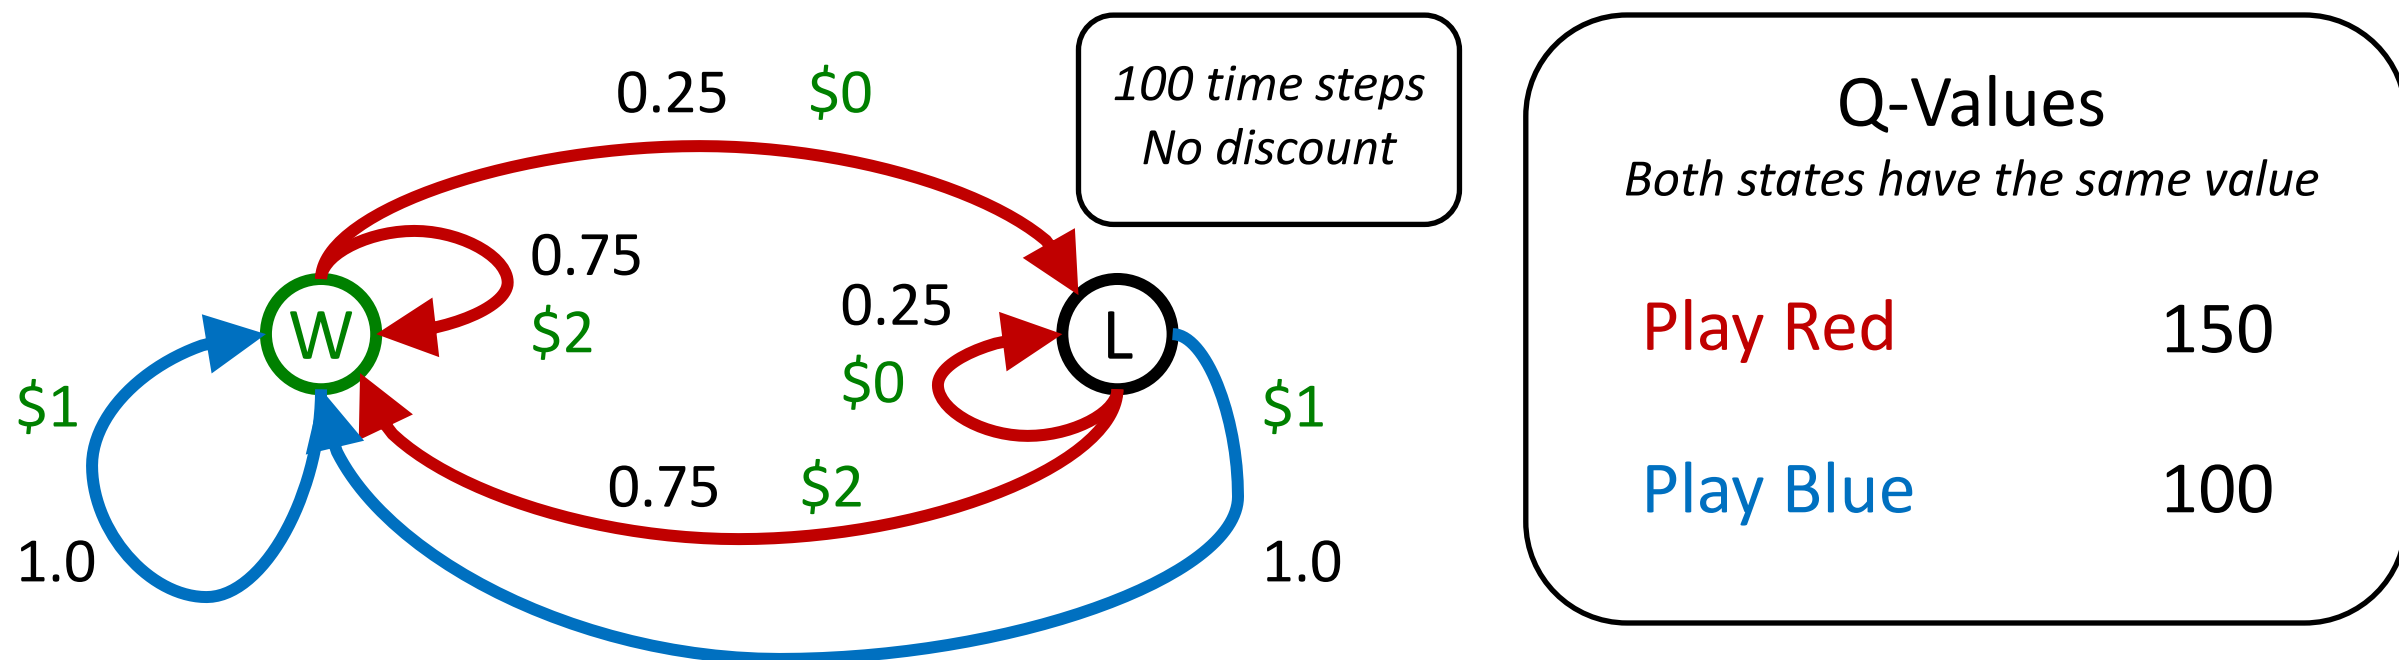 0.25 $0
100 time steps
No discount
Q-Values
Both states have the same value
0.75
$2
W
0.25
$0
L
$1
$1
Play Red 150
0.75 $2
Play Blue 100
1.0
1.0